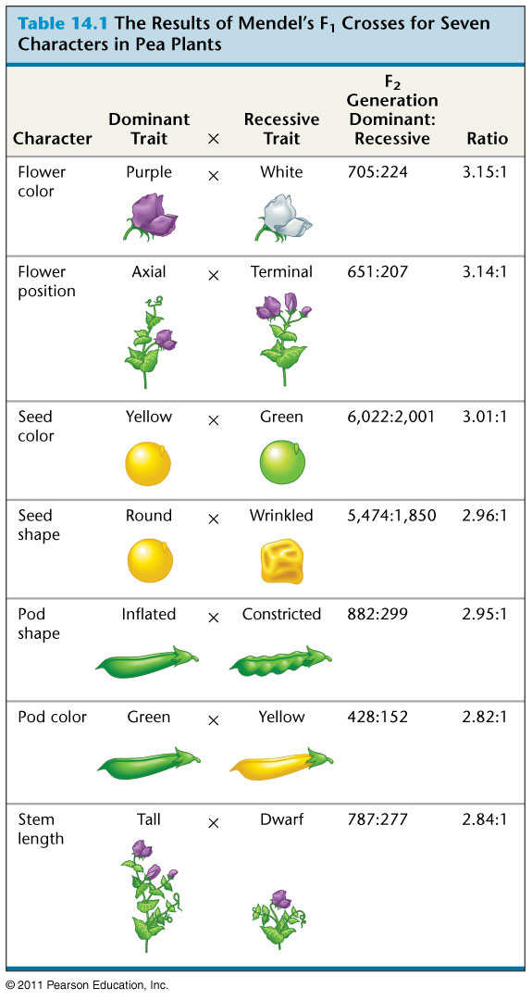 Table 14.1 The Results of Mendel's F₁ Crosses for Seven
Characters in Pea Plants
Character
Dominant
Trait
×
Recessive
Trait
F₂
Generation
Dominant:
Recessive
Ratio
Flower
color
Purple × White 705:224 3.15:1
Flower
position
Axial × Terminal 651:207 3.14:1
Seed
color
Yellow × Green 6,022:2,001 3.01:1
Seed
shape
Round × Wrinkled 5,474:1,850 2.96:1
Pod
shape
Inflated × Constricted 882:299 2.95:1
Pod color Green × Yellow 428:152 2.82:1
Stem
length
Tall × Dwarf 787:277 2.84:1
© 2011 Pearson Education, Inc.